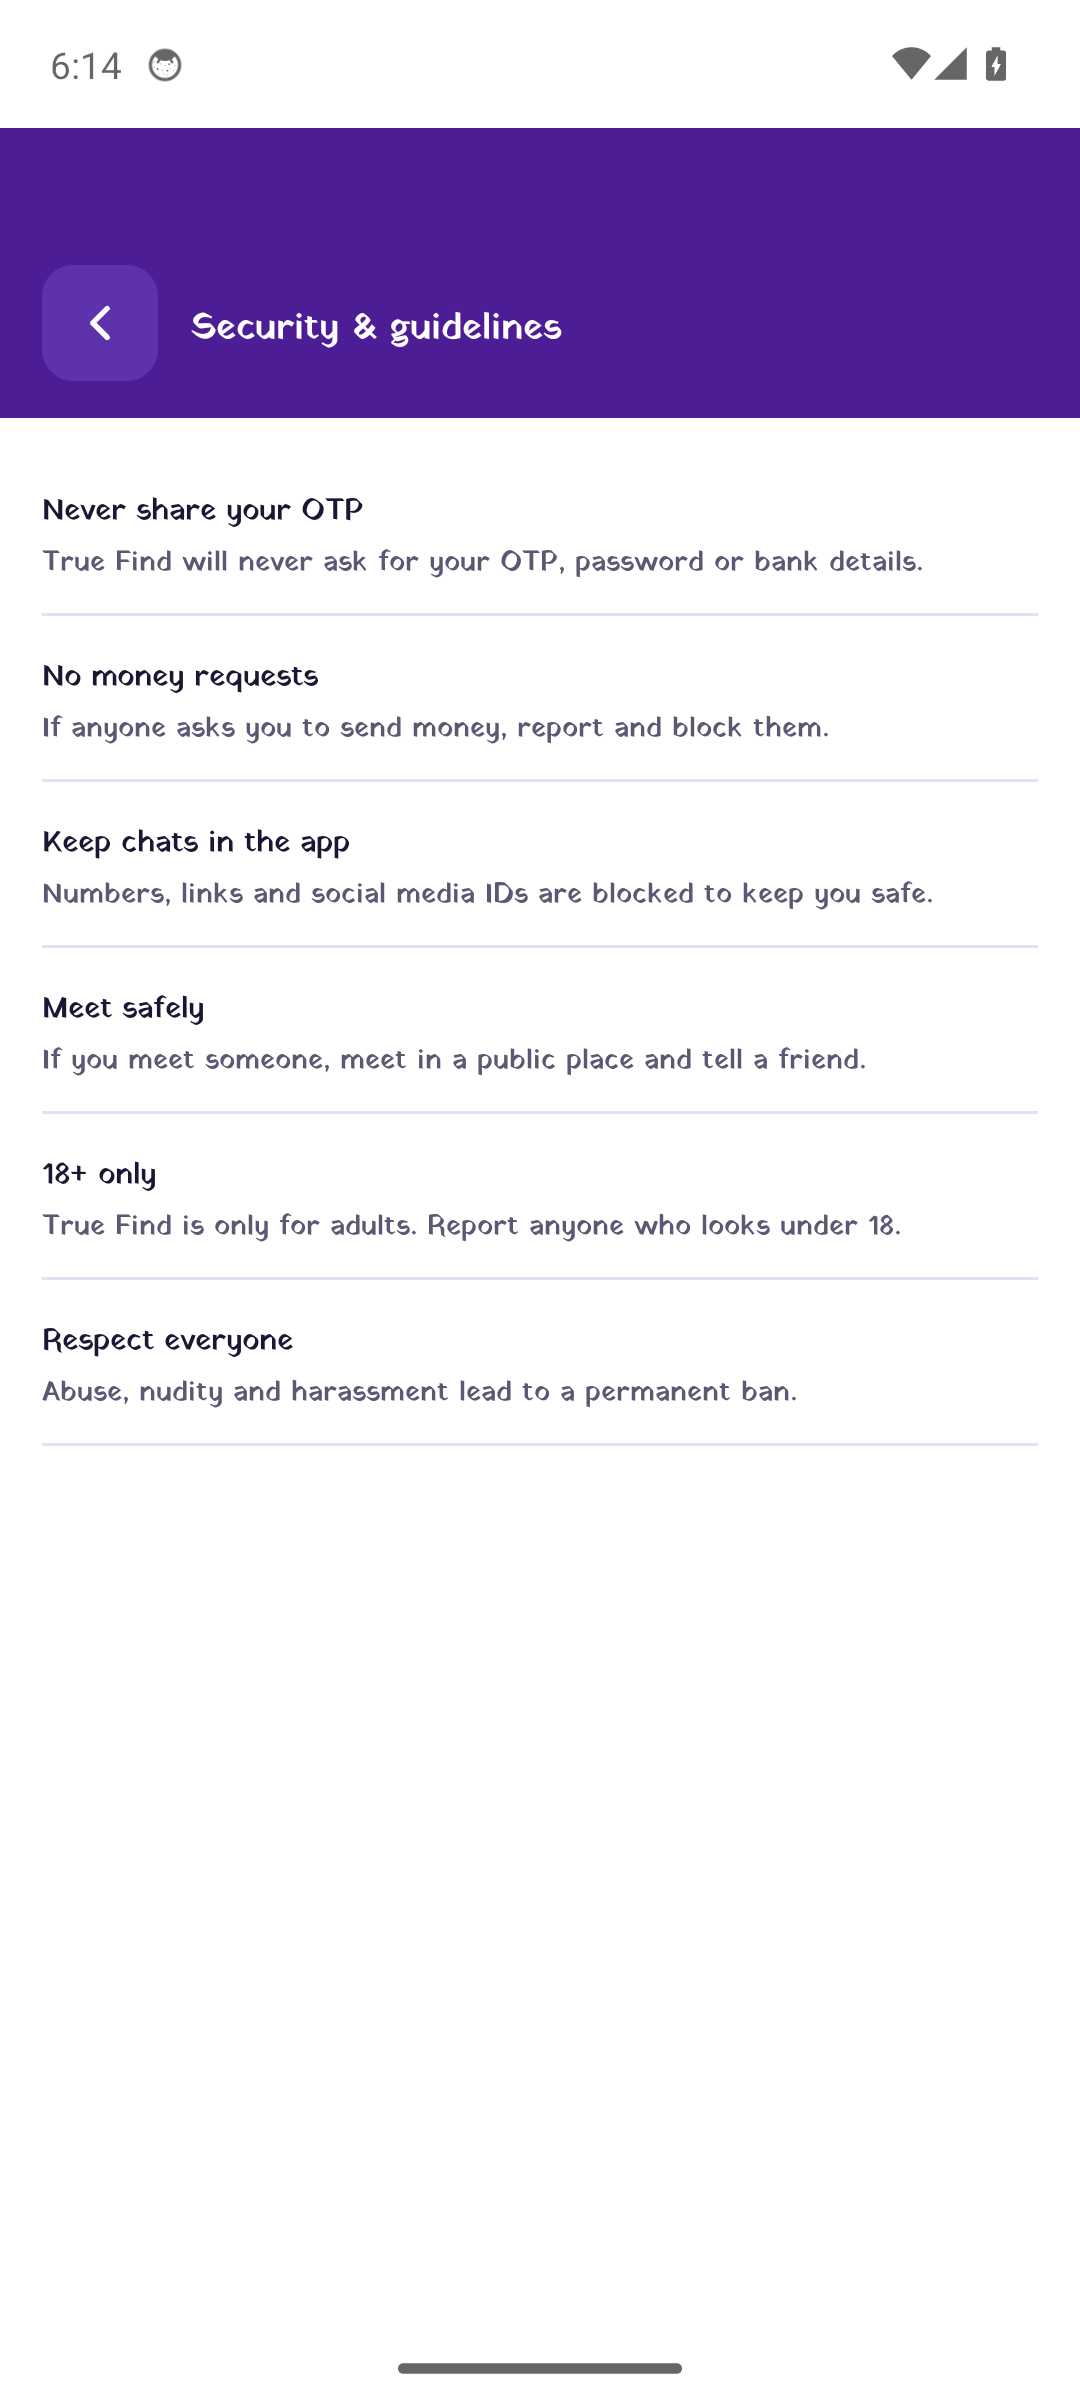 6:14
Security & guidelines
Never share your OTP
True Find will never ask for your OTP, password or bank details.
No money requests
If anyone asks you to send money, report and block them.
Keep chats in the app
Numbers, links and social media IDs are blocked to keep you safe.
Meet safely
If you meet someone, meet in a public place and tell a friend.
18+ only
True Find is only for adults. Report anyone who looks under 18.
Respect everyone
Abuse, nudity and harassment lead to a permanent ban.